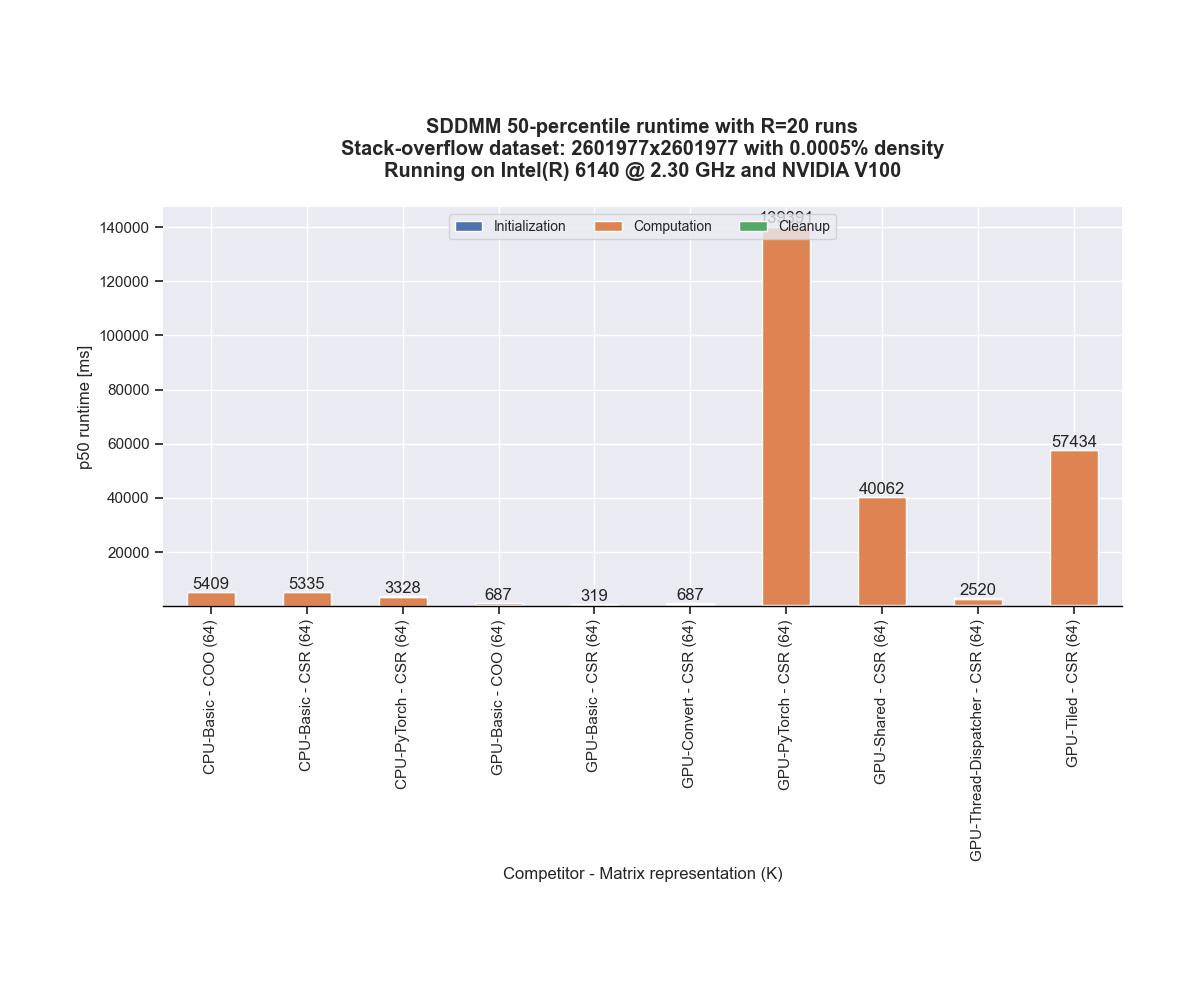 SDDMM 50-percentile runtime with R=20 runs
Stack-overflow dataset: 2601977x2601977 with 0.0005% density
Running on Intel(R) 6140 @ 2.30 GHz and NVIDIA V100
Initialization
Computation
Cleanup
p50 runtime [ms]
140000
120000
100000
80000
60000
40000
20000
5409
5335
3328
687
319
687
40062
2520
57434
CPU-Basic - COO (64)
CPU-Basic - CSR (64)
CPU-PyTorch - CSR (64)
GPU-Basic - COO (64)
GPU-Basic - CSR (64)
GPU-Convert - CSR (64)
GPU-PyTorch - CSR (64)
GPU-Shared - CSR (64)
GPU-Thread-Dispatcher - CSR (64)
GPU-Tiled - CSR (64)
Competitor - Matrix representation (K)